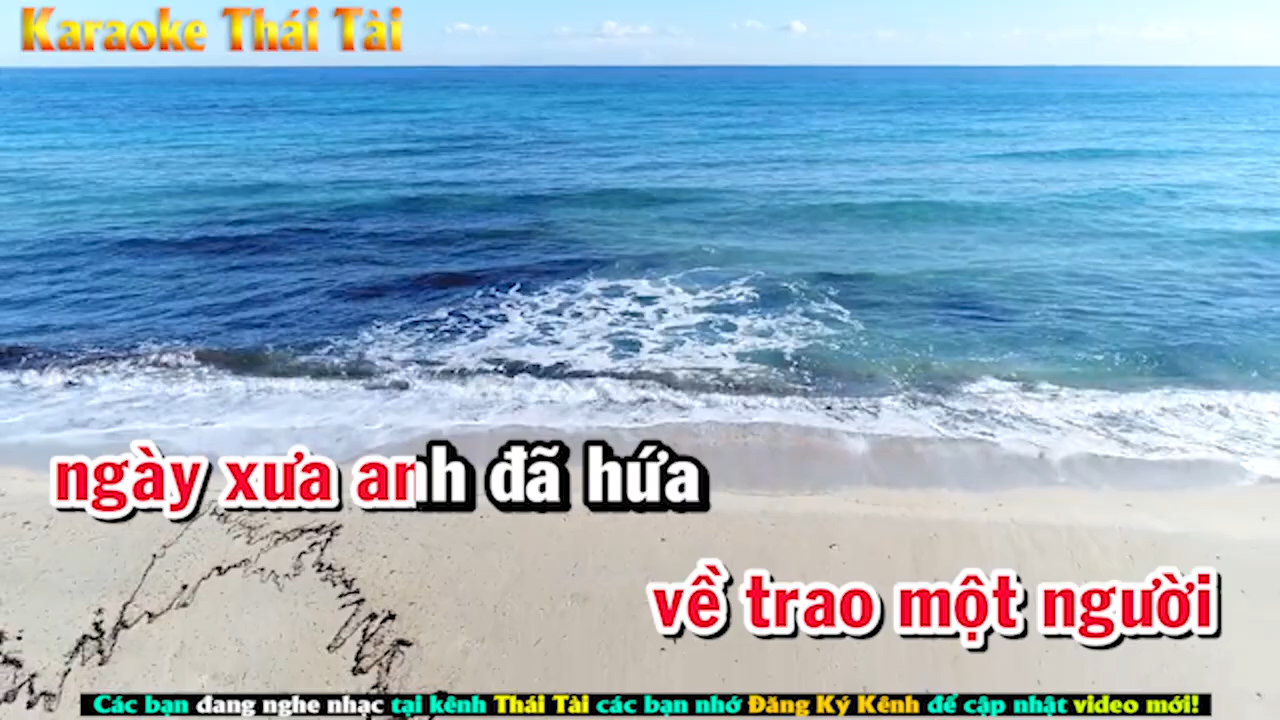 Karaoke Thái Tài
ngày xưa anh đã hứa
về trao một người
Các bạn đang nghe nhạc tại kênh Thái Tài các bạn nhớ Đăng Ký Kênh để cập nhật video mới!